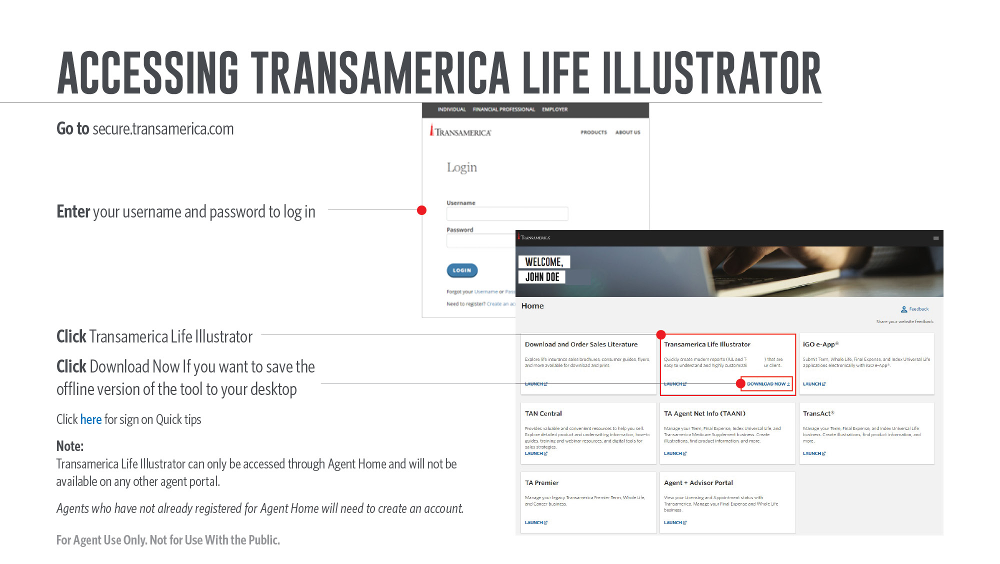 ACCESSING TRANSAMERICA LIFE ILLUSTRATOR
Go to secure.transamerica.com
Enter your username and password to log in
Click Transamerica Life Illustrator
Click Download Now If you want to save the
offline version of the tool to your desktop
Click here for sign on Quick tips
Note:
Transamerica Life Illustrator can only be accessed through Agent Home and will not be
available on any other agent portal.
Agents who have not already registered for Agent Home will need to create an account.
For Agent Use Only. Not for Use With the Public.
INDIVIDUAL FINANCIAL PROFESSIONAL EMPLOYER
TRANSAMERICA
PRODUCTS ABOUT US
Login
Username
Password
LOGIN
Forgot your Username or Pass
Need to register? Create an acc
TRANSAMERICA
WELCOME,
JOHN DOE
Home
Feedback
Share your website feedback.
Download and Order Sales Literature
Explore life insurance sales brochures, consumer guides, flyers,
and more available for download and print.
LAUNCH
Transamerica Life Illustrator
Quickly create modern reports (IUL and T ) that are
easy to understand and highly customizab ur client.
LAUNCH
DOWNLOAD NOW
iGO e-App®
Submit Term, Whole Life, Final Expense, and Index Universal Life
applications electronically with iGO e-App®.
LAUNCH
TAN Central
Provides valuable and convenient resources to help you sell.
Explore detailed product and underwriting information, how-to
guides, training and webinar resources, and digital tools for
sales strategies.
LAUNCH
TA Agent Net Info (TAANI)
Manage your Term, Final Expense, Index Universal Life, and
Transamerica Medicare Supplement business. Create
illustrations, find product information, and more.
LAUNCH
TransAct®
Manage your Term, Final Expense, and Index Universal Life
business. Create illustrations, find product information, and
more.
LAUNCH
TA Premier
Manage your legacy Transamerica Premier Term, Whole Life,
and Cancer business.
LAUNCH
Agent + Advisor Portal
View your Licensing and Appointment status with
Transamerica. Manage your Final Expense and Whole Life
business.
LAUNCH